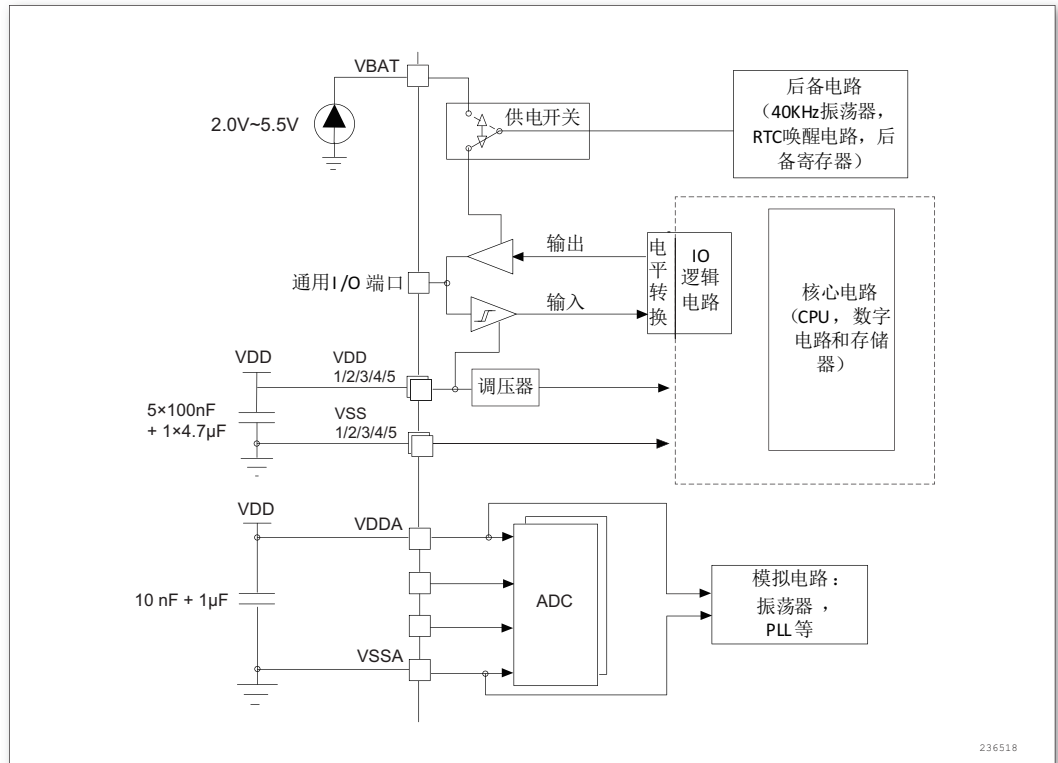 VBAT
2.0V~5.5V
供电开关
后备电路
（40KHz振荡器，
RTC唤醒电路，后
备寄存器）
输出
通用I/O 端口
输入
电
平
转
换
IO
逻辑
电路
核心电路
（CPU，数字
电路和存储
器）
VDD
VDD
1/2/3/4/5
调压器
5×100nF
+ 1×4.7μF
VSS
1/2/3/4/5
VDD
VDDA
10 nF + 1μF
ADC
VSSA
模拟电路：
振荡器，
PLL等
236518